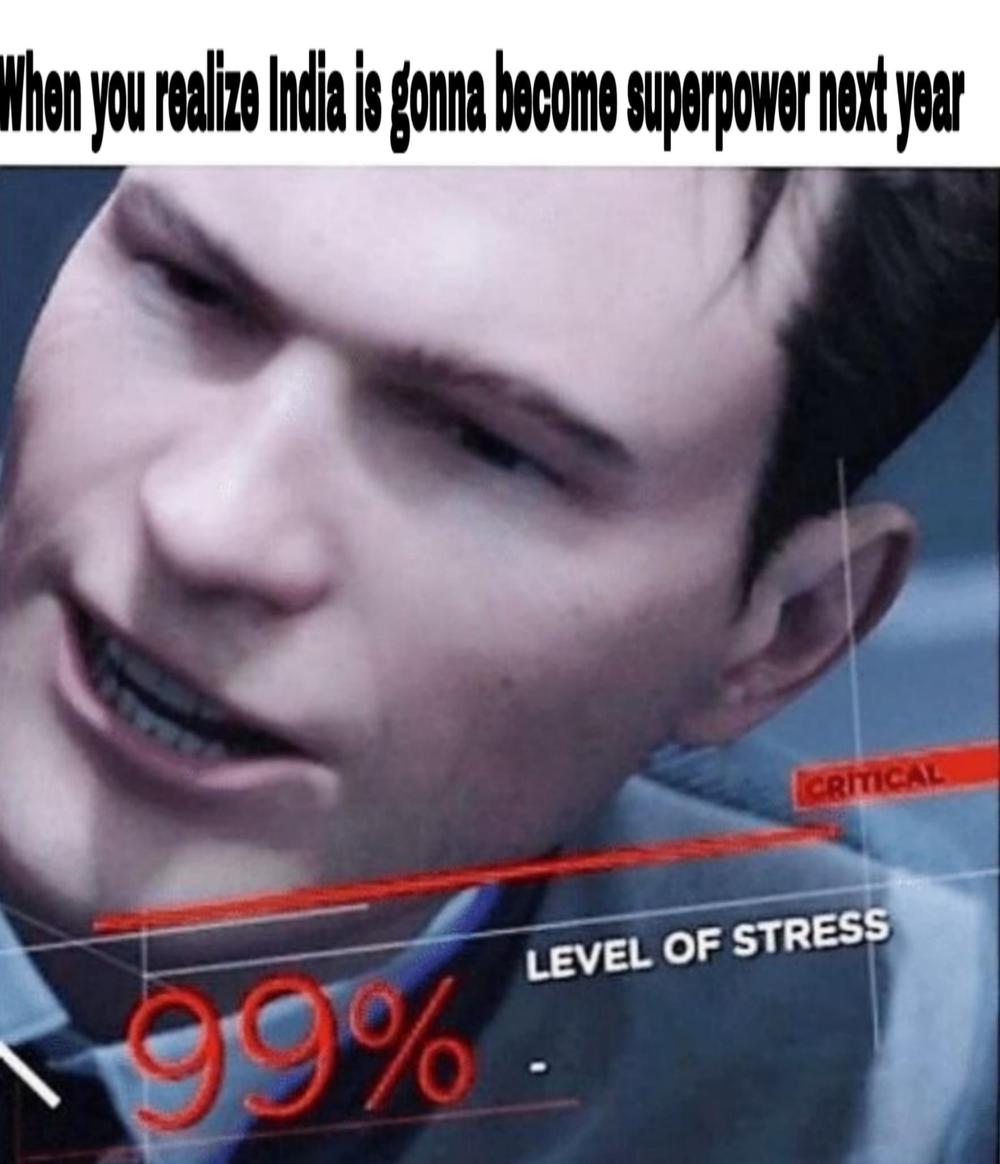 When you realize India is gonna become superpower next year
CRITICAL
LEVEL OF STRESS
99%